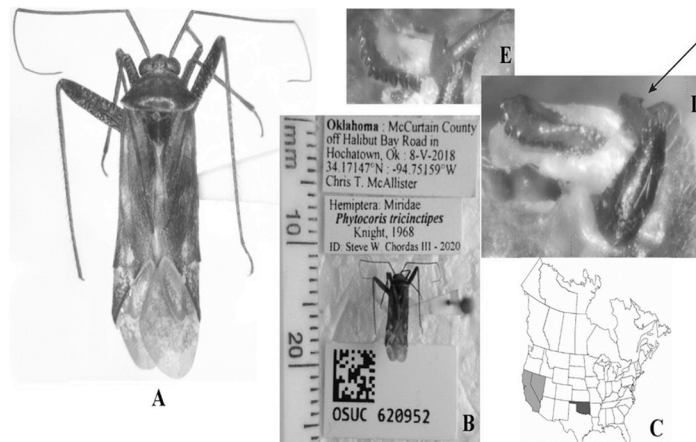 E
D
mm
10
20
Oklahoma : McCurtain County
off Halibut Bay Road in
Hochatown, Ok : 8-V-2018
34.17147°N : -94.75159°W
Chris T. McAllister
Hemiptera: Miridae
Phytocoris tricinctipes
Knight, 1968
ID: Steve W. Chordas III - 2020
OSUC 620952
A
B
C